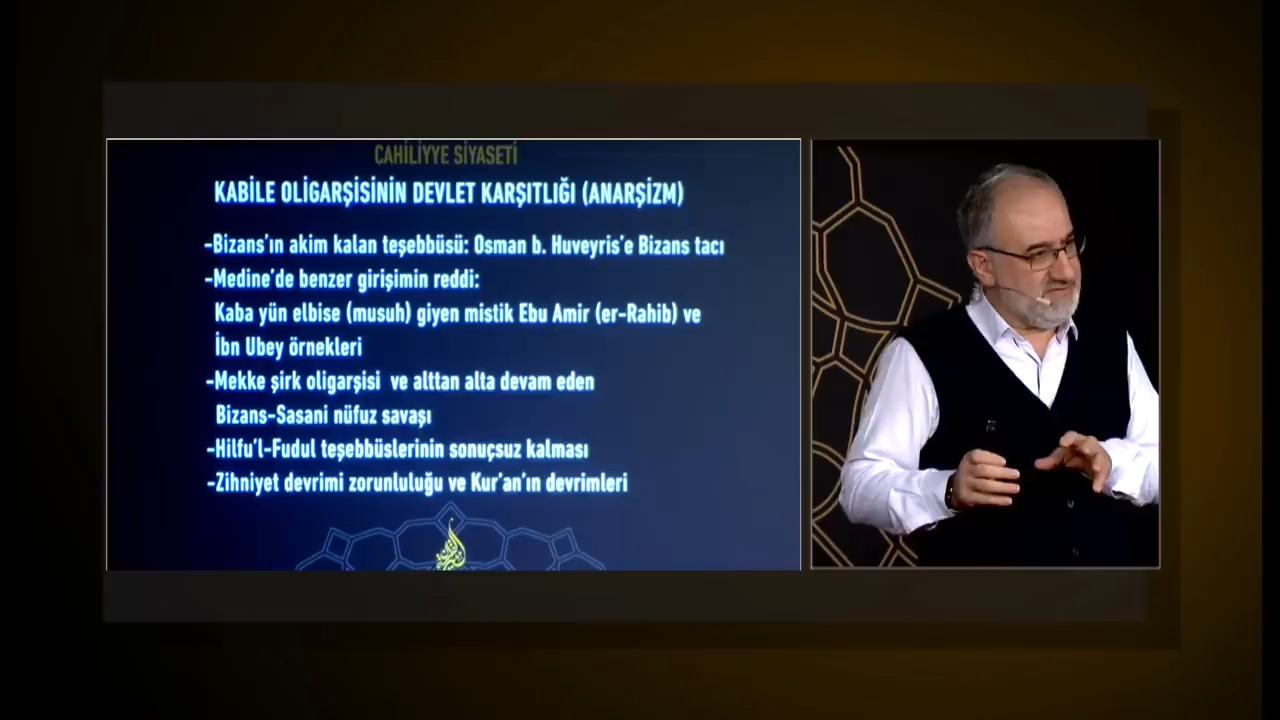 CAHİLİYYE SİYASETİ
KABİLE OLİGARŞİSİNİN DEVLET KARŞITLIĞI (ANARŞİZM)
-Bizans’ın akim kalan teşebbüsü: Osman b. Huveyris’e Bizans tacı
-Medine’de benzer girişimin reddi:
Kaba yün elbise (musuh) giyen mistik Ebu Amir (er-Rahib) ve
İbn Ubey örnekleri
-Mekke şirk oligarşisi ve alttan alta devam eden
Bizans-Sasani nüfuz savaşı
-Hilfu’l-Fudul teşebbüslerinin sonuçsuz kalması
-Zihniyet devrimi zorunluluğu ve Kur’an’ın devrimleri